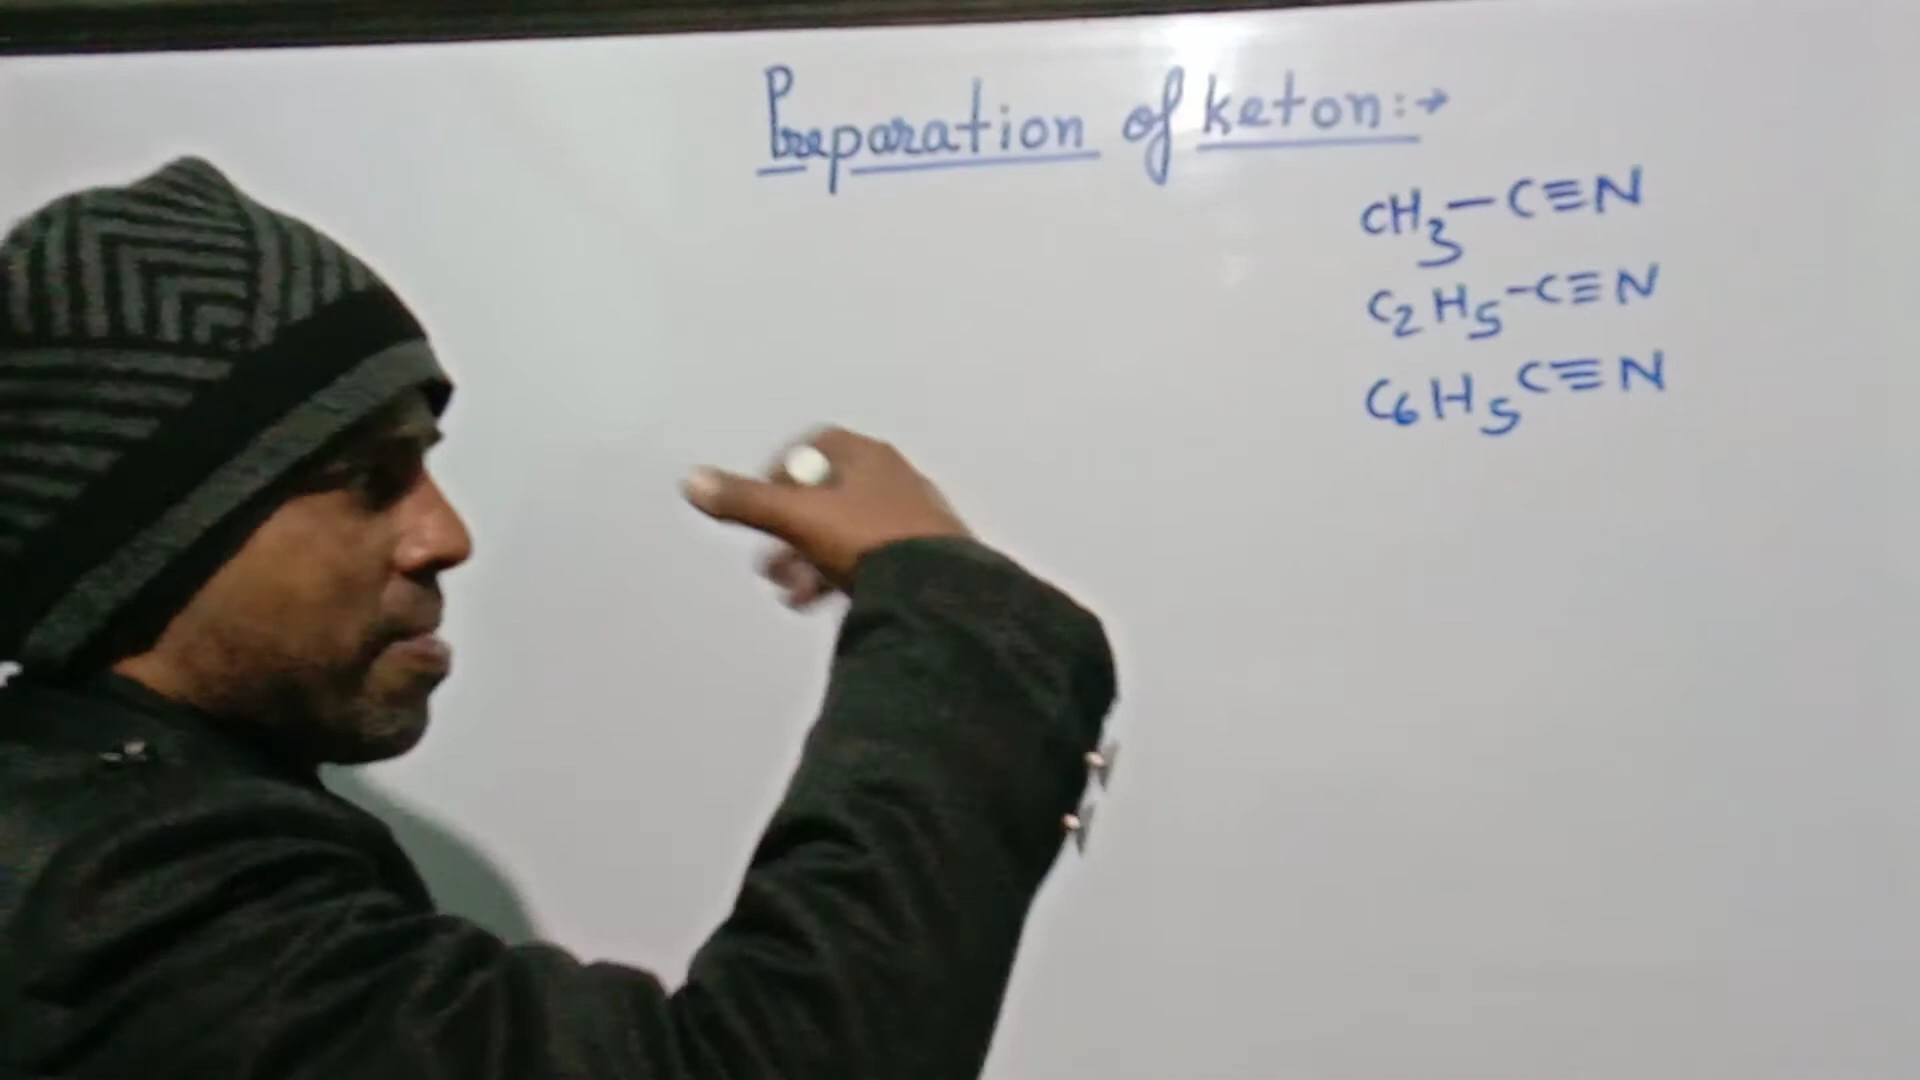 Preparation of keton:→
CH₃-C≡N
C₂H₅-C≡N
C₆H₅C≡N